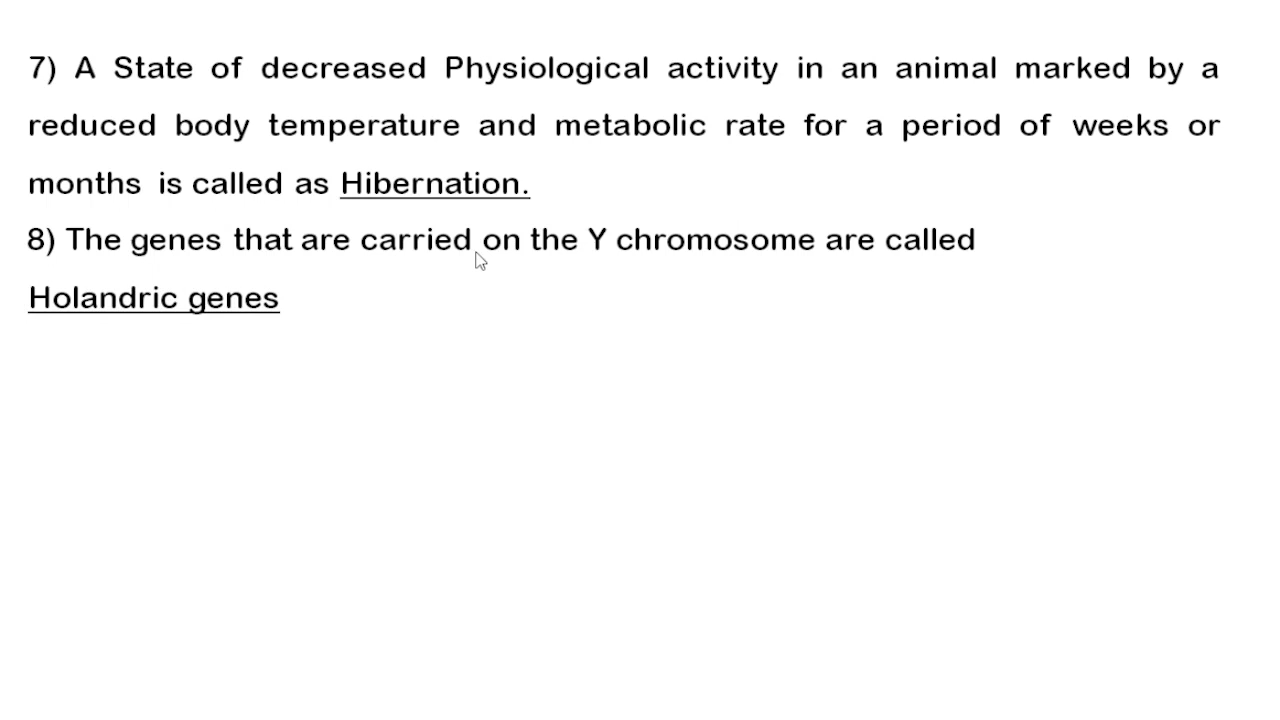 7) A State of decreased Physiological activity in an animal marked by a
reduced body temperature and metabolic rate for a period of weeks or
months is called as Hibernation.
8) The genes that are carried on the Y chromosome are called
Holandric genes